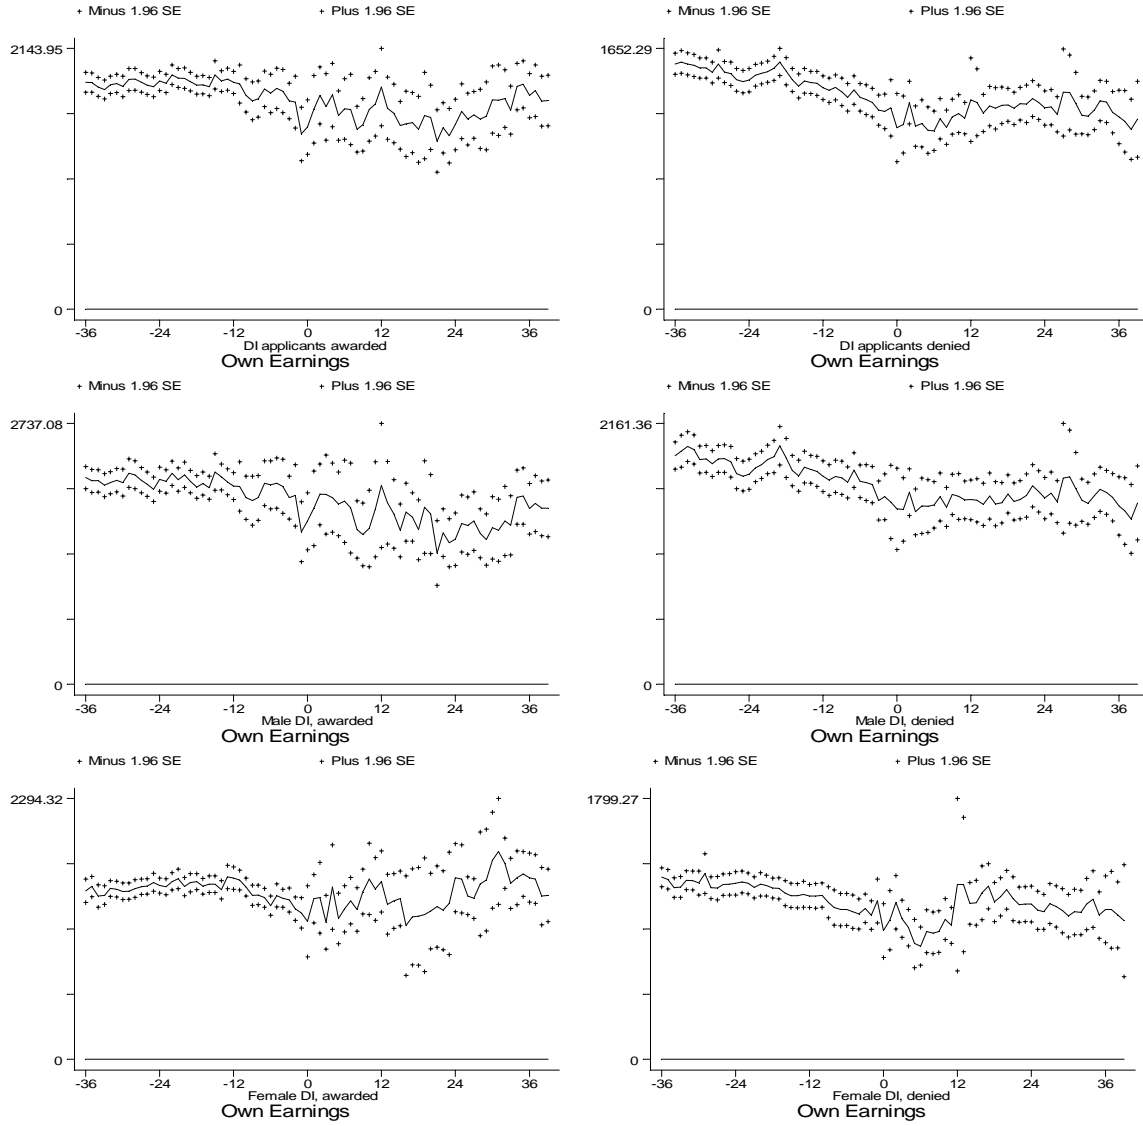 + Minus 1.96 SE + Plus 1.96 SE + Minus 1.96 SE + Plus 1.96 SE
2143.95 1652.29
0 0
-36 -24 -12 0 12 24 36 -36 -24 -12 0 12 24 36
DI applicants awarded DI applicants denied
Own Earnings Own Earnings
+ Minus 1.96 SE + Plus 1.96 SE + Minus 1.96 SE + Plus 1.96 SE
2737.08 2161.36
0 0
-36 -24 -12 0 12 24 36 -36 -24 -12 0 12 24 36
Male DI, awarded Male DI, denied
Own Earnings Own Earnings
+ Minus 1.96 SE + Plus 1.96 SE + Minus 1.96 SE + Plus 1.96 SE
2294.32 1799.27
0 0
-36 -24 -12 0 12 24 36 -36 -24 -12 0 12 24 36
Female DI, awarded Female DI, denied
Own Earnings Own Earnings